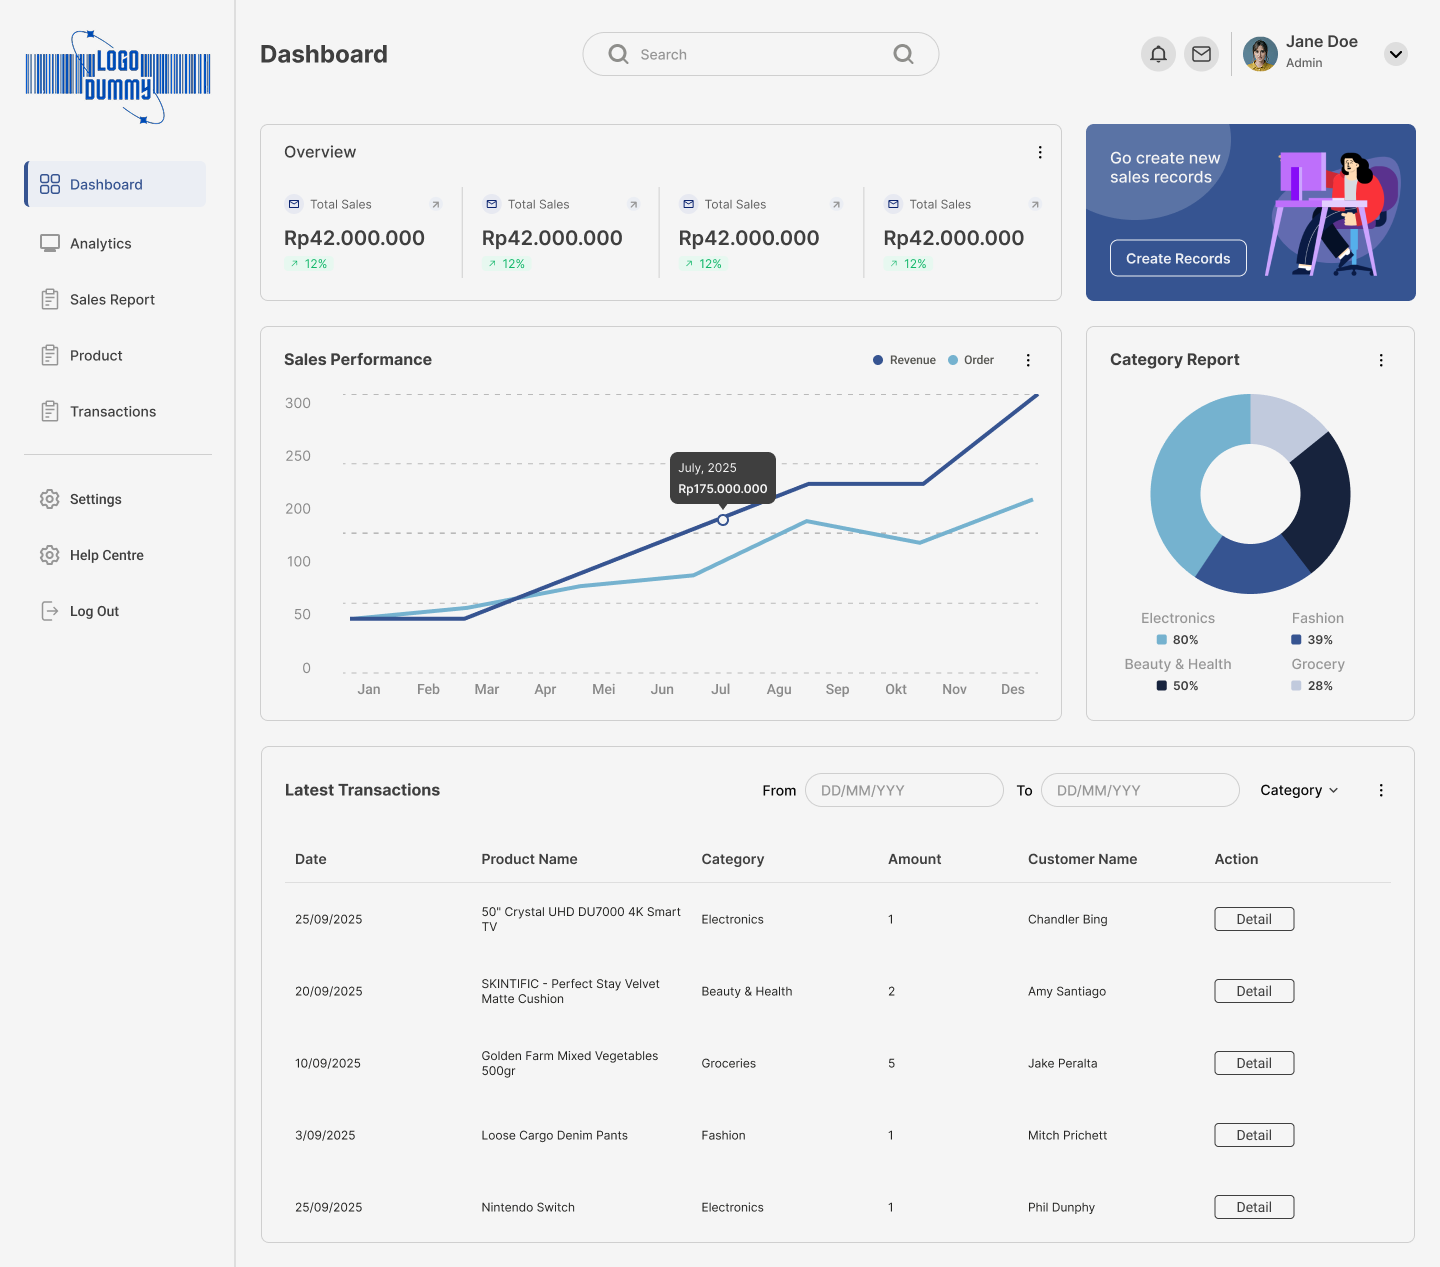 LOGO
DUMMY
Dashboard
Search
Jane Doe
Admin
Dashboard
Analytics
Sales Report
Product
Transactions
Settings
Help Centre
Log Out
Overview
Total Sales
Rp42.000.000
12%
Total Sales
Rp42.000.000
12%
Total Sales
Rp42.000.000
12%
Total Sales
Rp42.000.000
12%
Go create new
sales records
Create Records
Sales Performance
Revenue
Order
300
250
200
100
50
0
July, 2025
Rp175.000.000
Jan Feb Mar Apr Mei Jun Jul Agu Sep Okt Nov Des
Category Report
Electronics
80%
Fashion
39%
Beauty & Health
50%
Grocery
28%
Latest Transactions
From DD/MM/YYY To DD/MM/YYY Category
Date Product Name Category Amount Customer Name Action
25/09/2025 50" Crystal UHD DU7000 4K Smart
TV Electronics 1 Chandler Bing Detail
20/09/2025 SKINTIFIC - Perfect Stay Velvet
Matte Cushion Beauty & Health 2 Amy Santiago Detail
10/09/2025 Golden Farm Mixed Vegetables
500gr Groceries 5 Jake Peralta Detail
3/09/2025 Loose Cargo Denim Pants Fashion 1 Mitch Prichett Detail
25/09/2025 Nintendo Switch Electronics 1 Phil Dunphy Detail